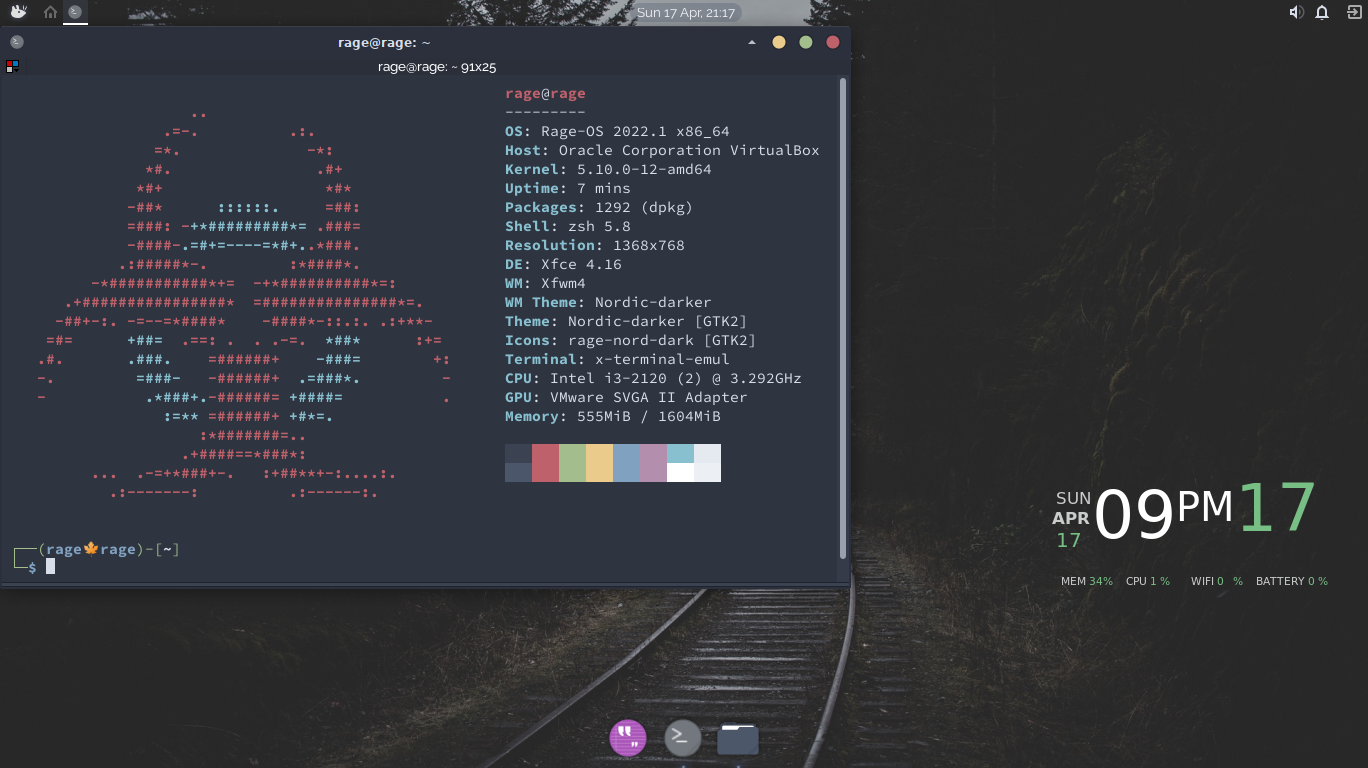 Sun 17 Apr, 21:17
rage@rage: ~
rage@rage: ~ 91x25
rage@rage
---------
OS: Rage-OS 2022.1 x86_64
Host: Oracle Corporation VirtualBox
Kernel: 5.10.0-12-amd64
Uptime: 7 mins
Packages: 1292 (dpkg)
Shell: zsh 5.8
Resolution: 1368x768
DE: Xfce 4.16
WM: Xfwm4
WM Theme: Nordic-darker
Theme: Nordic-darker [GTK2]
Icons: rage-nord-dark [GTK2]
Terminal: x-terminal-emul
CPU: Intel i3-2120 (2) @ 3.292GHz
GPU: VMware SVGA II Adapter
Memory: 555MiB / 1604MiB
┌──(rage🍁rage)-[~]
└─$
SUN
APR
17
09PM17
MEM 34% CPU 1 % WIFI 0 % BATTERY 0 %